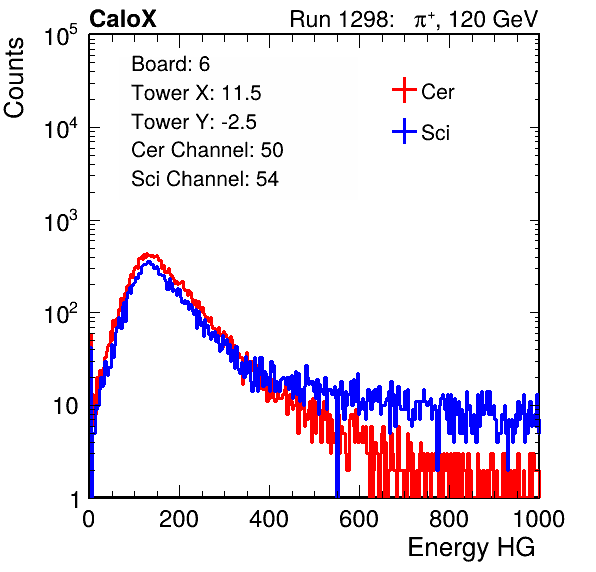 CaloX Run 1298: π⁺, 120 GeV
Counts
10⁵
10⁴
10³
10²
10
1
Board: 6
Tower X: 11.5
Tower Y: -2.5
Cer Channel: 50
Sci Channel: 54
Cer
Sci
0 200 400 600 800 1000
Energy HG